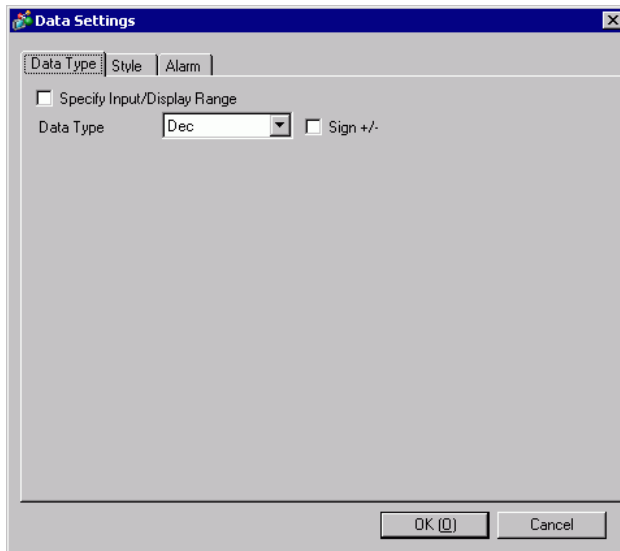 Data Settings
Data Type Style Alarm
Specify Input/Display Range
Data Type Dec Sign +/-
OK (O) Cancel